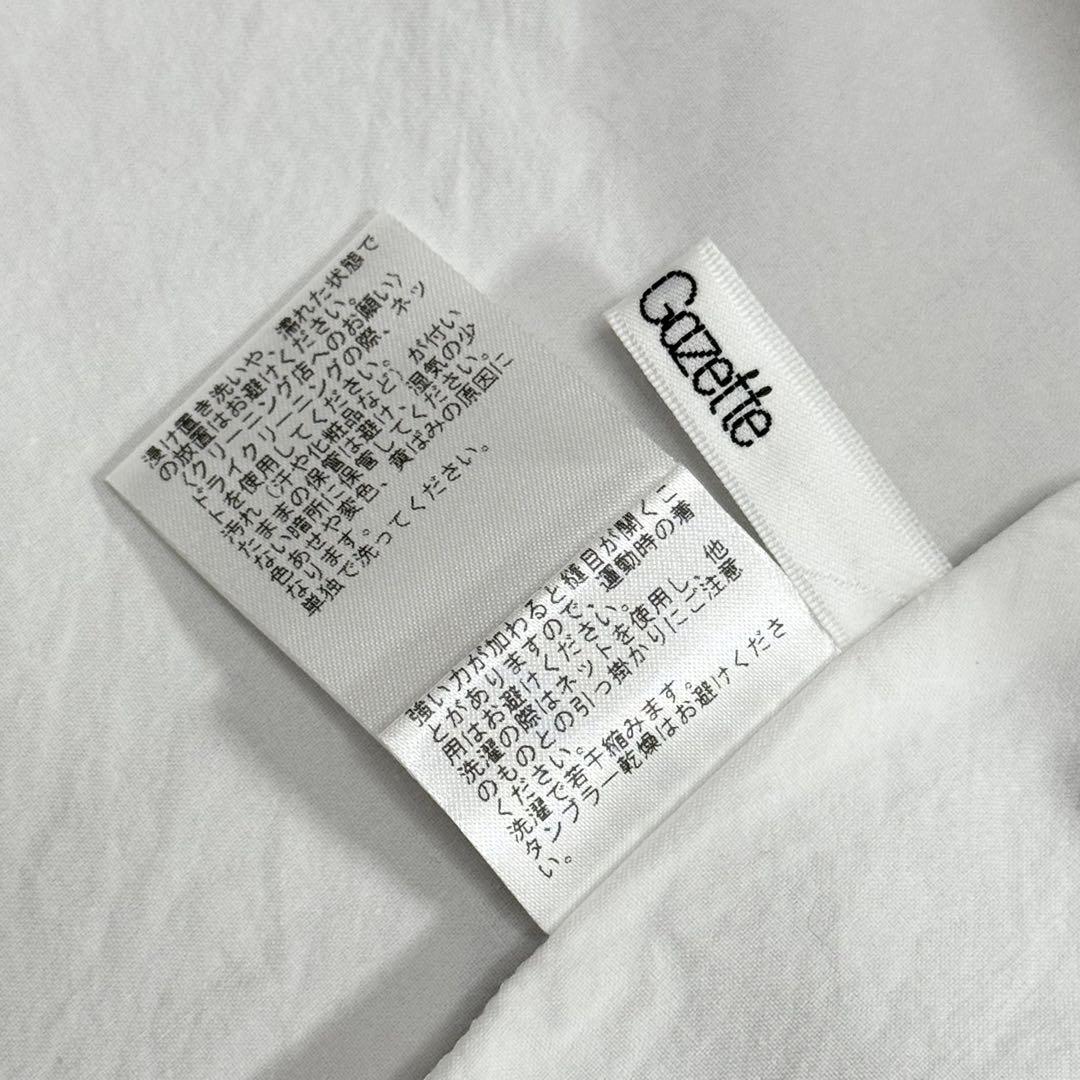 浸け置き洗いや、濡れた状態で
の放置はお避けください。
〈クリーニング店へのお願い〉
ドライクリーニングの際、ネッ
トを使用してください。
汚れ（汗や化粧品など）が付い
たままの保管は避け、湿気の少
ない暗所に保管してください。
色あせや変色、黄ばみの原因に
なります。
単独で洗ってください。
強い力が加わると縫目が開くこ
とがありますので、運動時の着
用はお避けください。
洗濯の際はネットを使用し、他
のものとの引っ掛かりにご注意
ください。
洗濯で若干縮みます。
タンブラー乾燥はお避けくださ
い。
Gazette